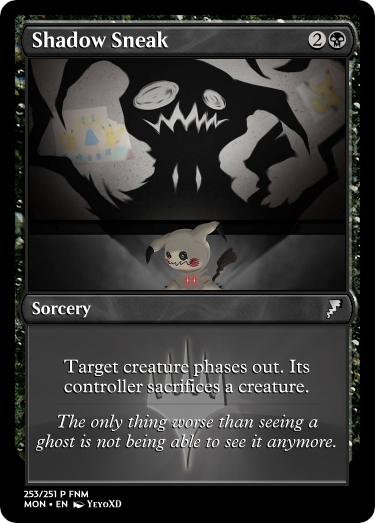 Shadow Sneak 2
Sorcery
Target creature phases out. Its
controller sacrifices a creature.
The only thing worse than seeing a
ghost is not being able to see it anymore.
253/251 P FNM
MON • EN YeyoXD